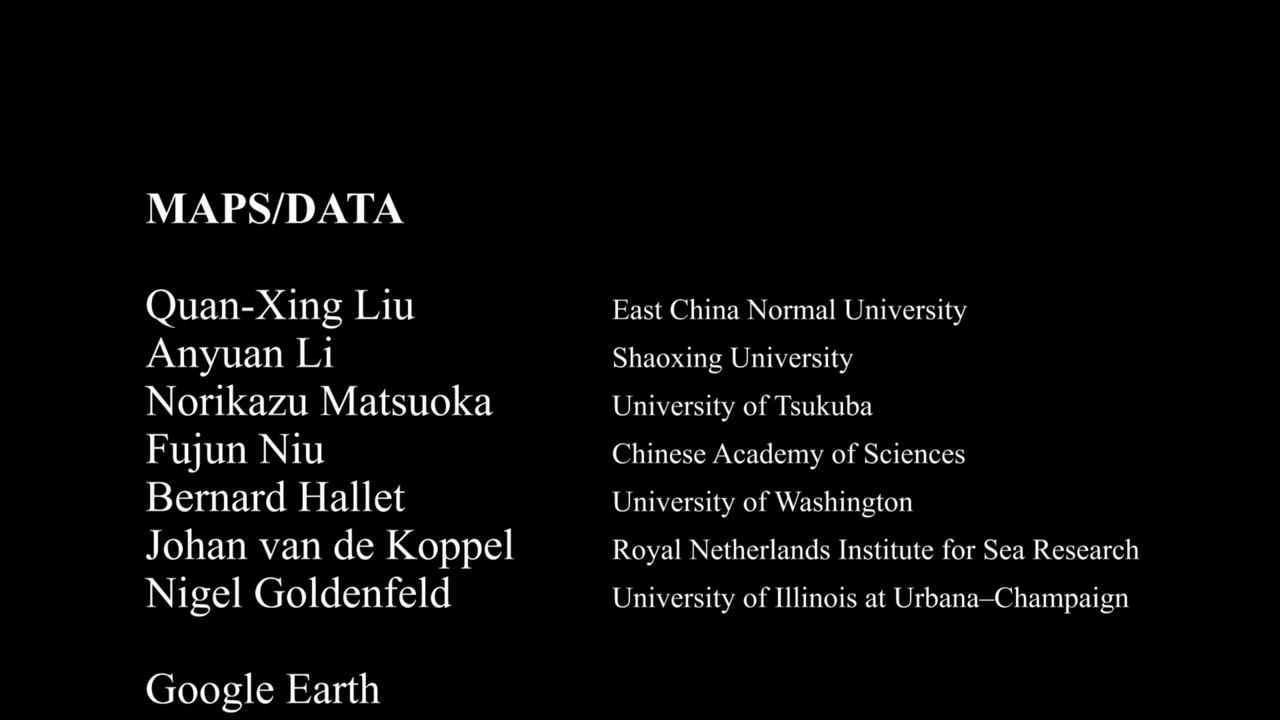 MAPS/DATA
Quan-Xing Liu East China Normal University
Anyuan Li Shaoxing University
Norikazu Matsuoka University of Tsukuba
Fujun Niu Chinese Academy of Sciences
Bernard Hallet University of Washington
Johan van de Koppel Royal Netherlands Institute for Sea Research
Nigel Goldenfeld University of Illinois at Urbana–Champaign
Google Earth